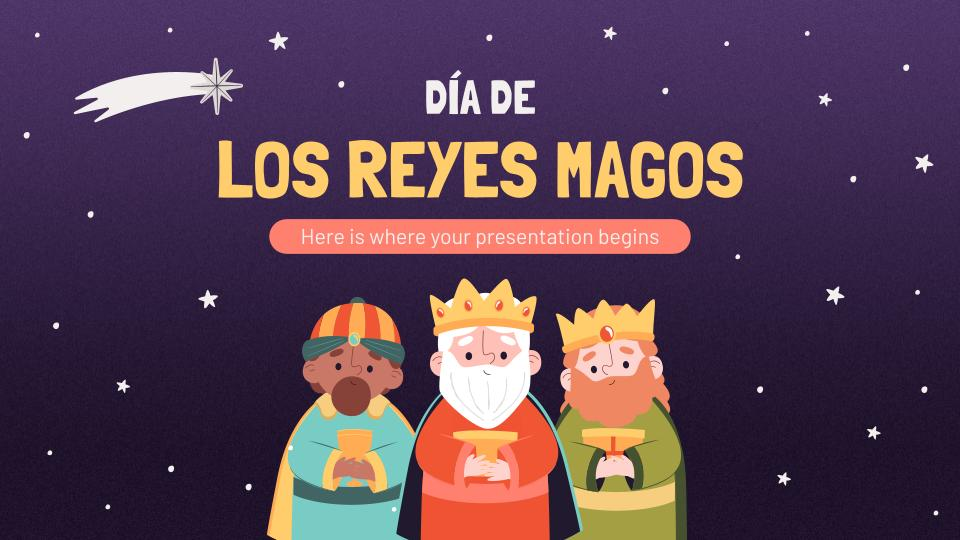 DÍA DE
LOS REYES MAGOS
Here is where your presentation begins